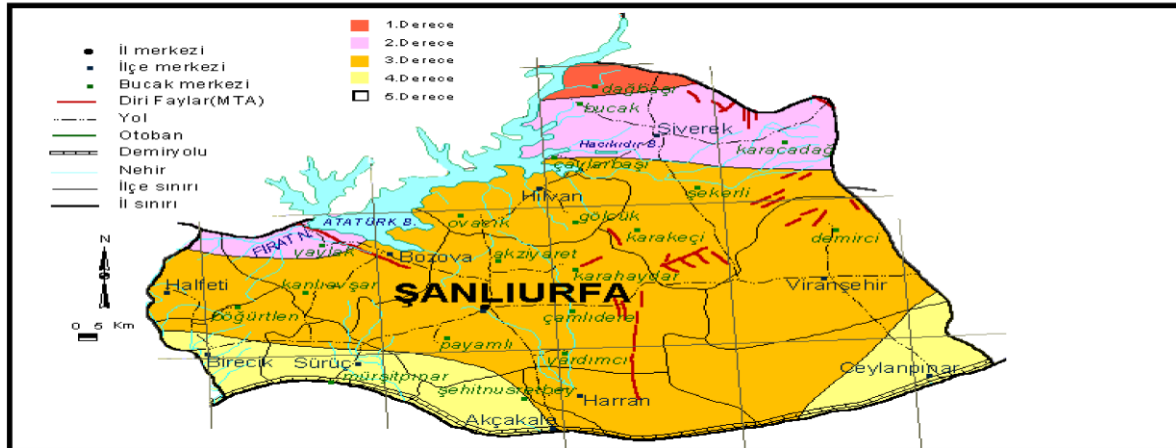 İl merkezi
İlçe merkezi
Bucak merkezi
Diri Faylar(MTA)
Yol
Otoban
Demiryolu
Nehir
İlçe sınırı
İl sınırı
1.Derece
2.Derece
3.Derece
4.Derece
5.Derece
N
0 5 Km
dağbaşı
bucak
Siverek
karacadağ
Hacıkıdır B.
çaylarbaşı
Hilvan
şekerli
ATATÜRK B.
ovacık
gölcük
karakeçi
demirci
FIRAT N.
yaylak
Bozova
akziyaret
karahaydar
Viranşehir
Halfeti
kanlıavşar
ŞANLIURFA
böğürtlen
çamlıdere
payamlı
yardımcı
Birecik
Sürüç
mürşitpınar
şehitnusretbey
Harran
Ceylanpınar
Akçakale